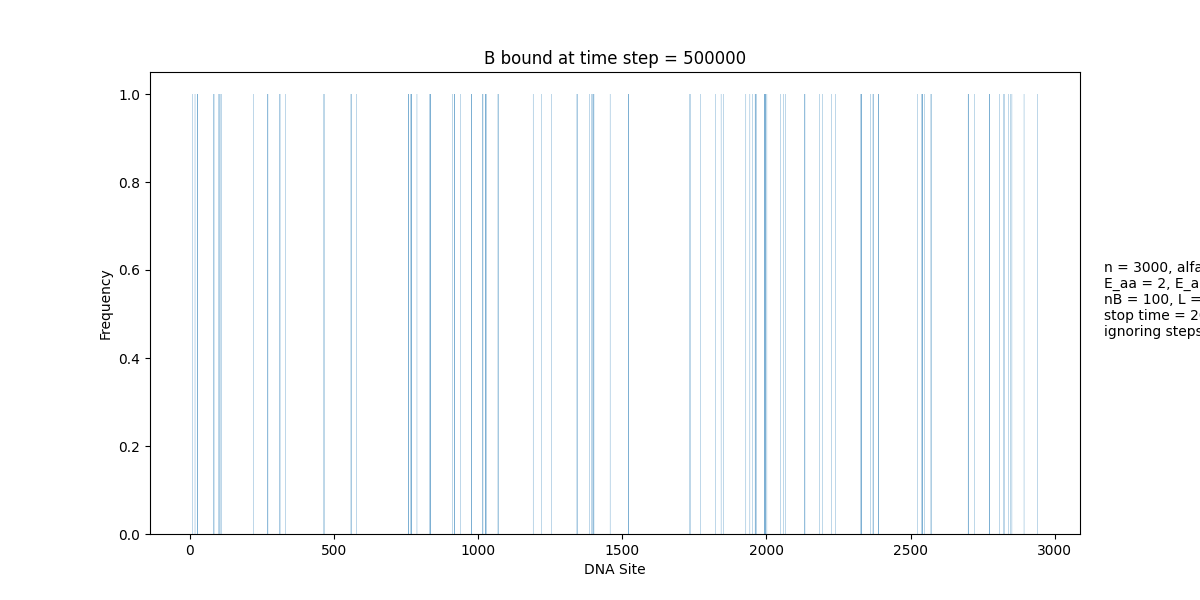 B bound at time step = 500000
1.0
0.8
0.6
0.4
0.2
0.0
Frequency
0 500 1000 1500 2000 2500 3000
DNA Site
n = 3000, alfa
E_aa = 2, E_a
nB = 100, L =
stop time = 2
ignoring steps